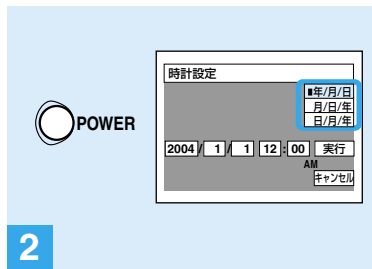 時計設定
■年/月/日
月/日/年
日/月/年
POWER
2004/ 1/ 1 12:00 実行
AM
キャンセル
2